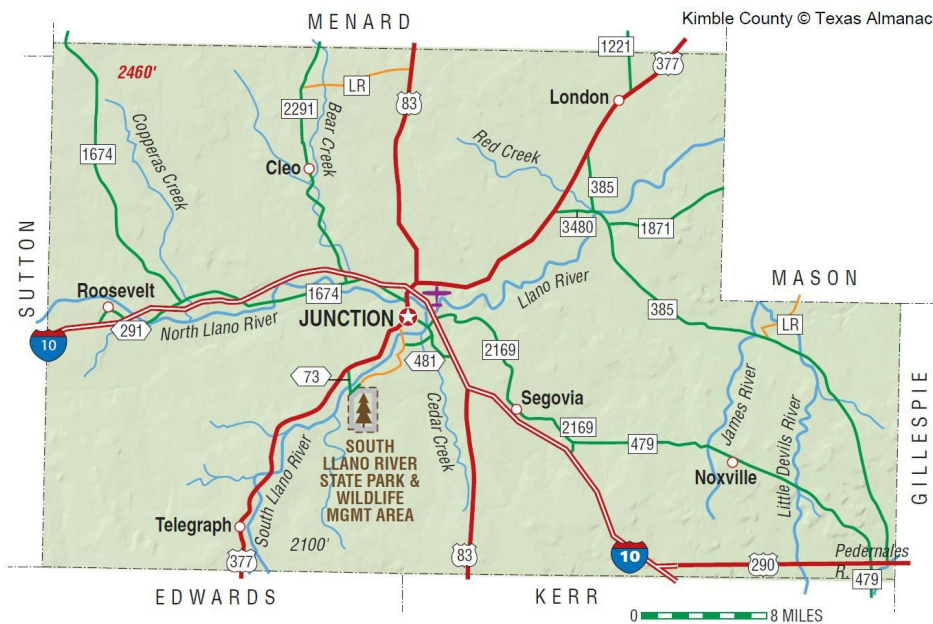 Kimble County © Texas Almanac
MENARD
1221
377
2460'
LR
2291
83
London
Bear Creek
Copperas Creek
Red Creek
1674
Cleo
385
3480
1871
SUTTON
MASON
Roosevelt
1674
Llano River
291
North Llano River
JUNCTION
385
LR
10
2169
481
73
Segovia
James River
Little Devils River
GILLESPIE
Cedar Creek
2169
479
SOUTH
LLANO RIVER
STATE PARK &
WILDLIFE
MGMT AREA
South Llano River
Noxville
Telegraph
2100'
377
83
10
290
Pedernales
R.
479
EDWARDS
KERR
0 8 MILES